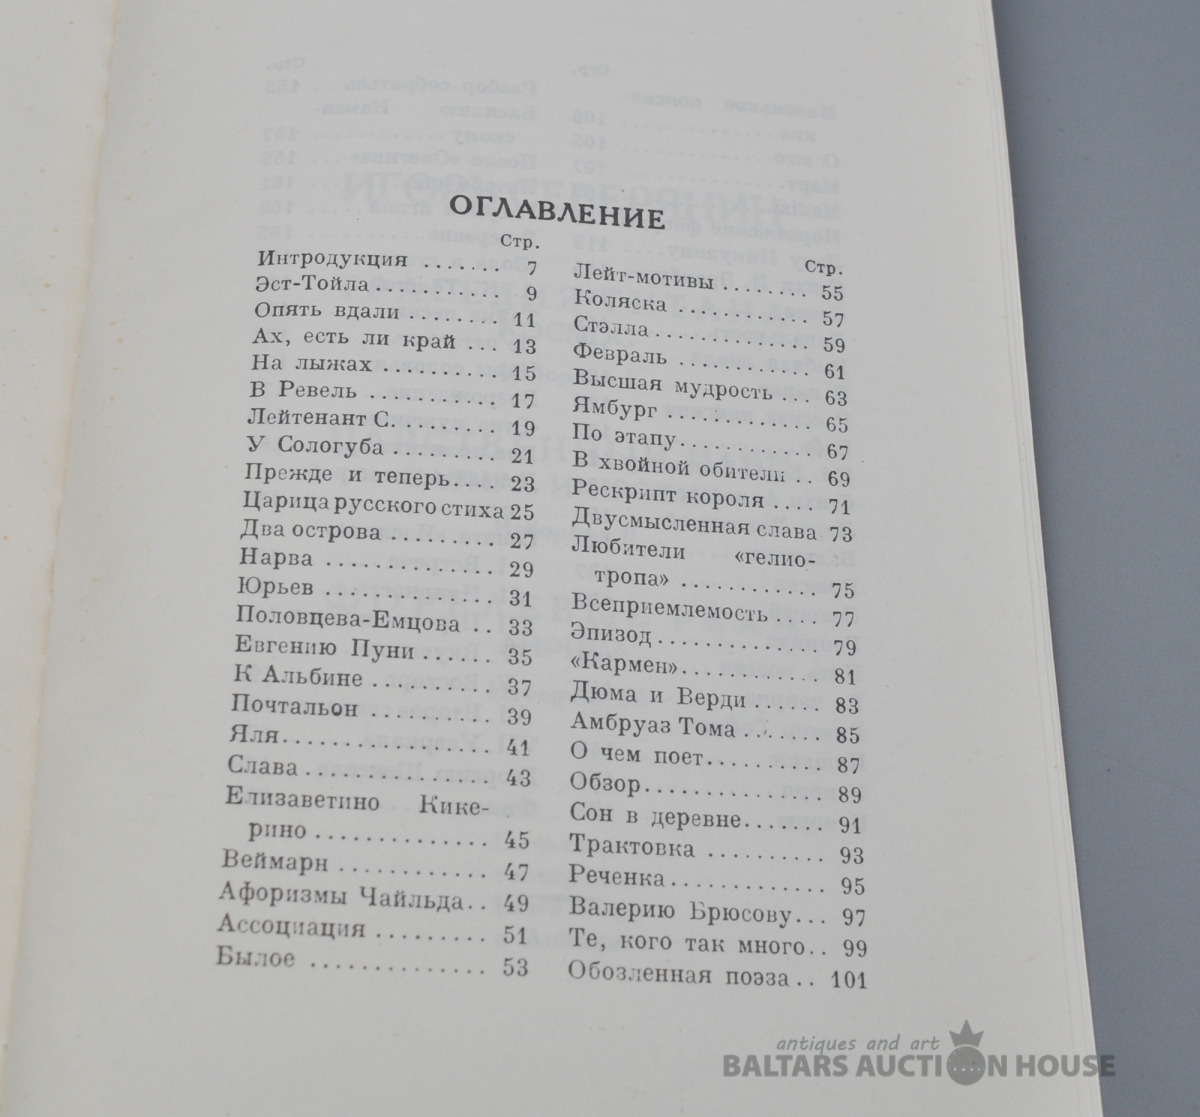 ОГЛАВЛЕНИЕ
Стр.
Интродукция ....... 7
Эст-Тойла .......... 9
Опять вдали ........ 11
Ах, есть ли край ... 13
На лыжах .......... 15
В Ревель .......... 17
Лейтенант С. ......... 19
У Сологуба ......... 21
Прежде и теперь.... 23
Царица русского стиха 25
Два острова ......... 27
Нарва ............. 29
Юрьев ............ 31
Половцева-Емцова .. 33
Евгению Пуни ...... 35
К Альбине ......... 37
Почтальон ......... 39
Яля................ 41
Слава .............. 43
Елизаветино Кике-
рино ............. 45
Веймарн ........... 47
Афоризмы Чайльда.. 49
Ассоциация ........ 51
Былое ............. 53
Стр.
Лейт-мотивы ........ 55
Коляска ........... 57
Стэлла ............ 59
Февраль ........... 61
Высшая мудрость ... 63
Ямбург ............ 65
По этапу........... 67
В хвойной обители .. 69
Рескрипт короля .... 71
Двусмысленная слава 73
Любители «гелио-
тропа» ........... 75
Всеприемлемость .... 77
Эпизод............. 79
«Кармен»........... 81
Дюма и Верди ...... 83
Амбруаз Тома ...... 85
О чем поет......... 87
Обзор.............. 89
Сон в деревне....... 91
Трактовка .......... 93
Реченка............ 95
Валерию Брюсову... 97
Те, кого так много.. 99
Обозленная поэза .. 101
antiques and art
BALTARS AUCTION HOUSE